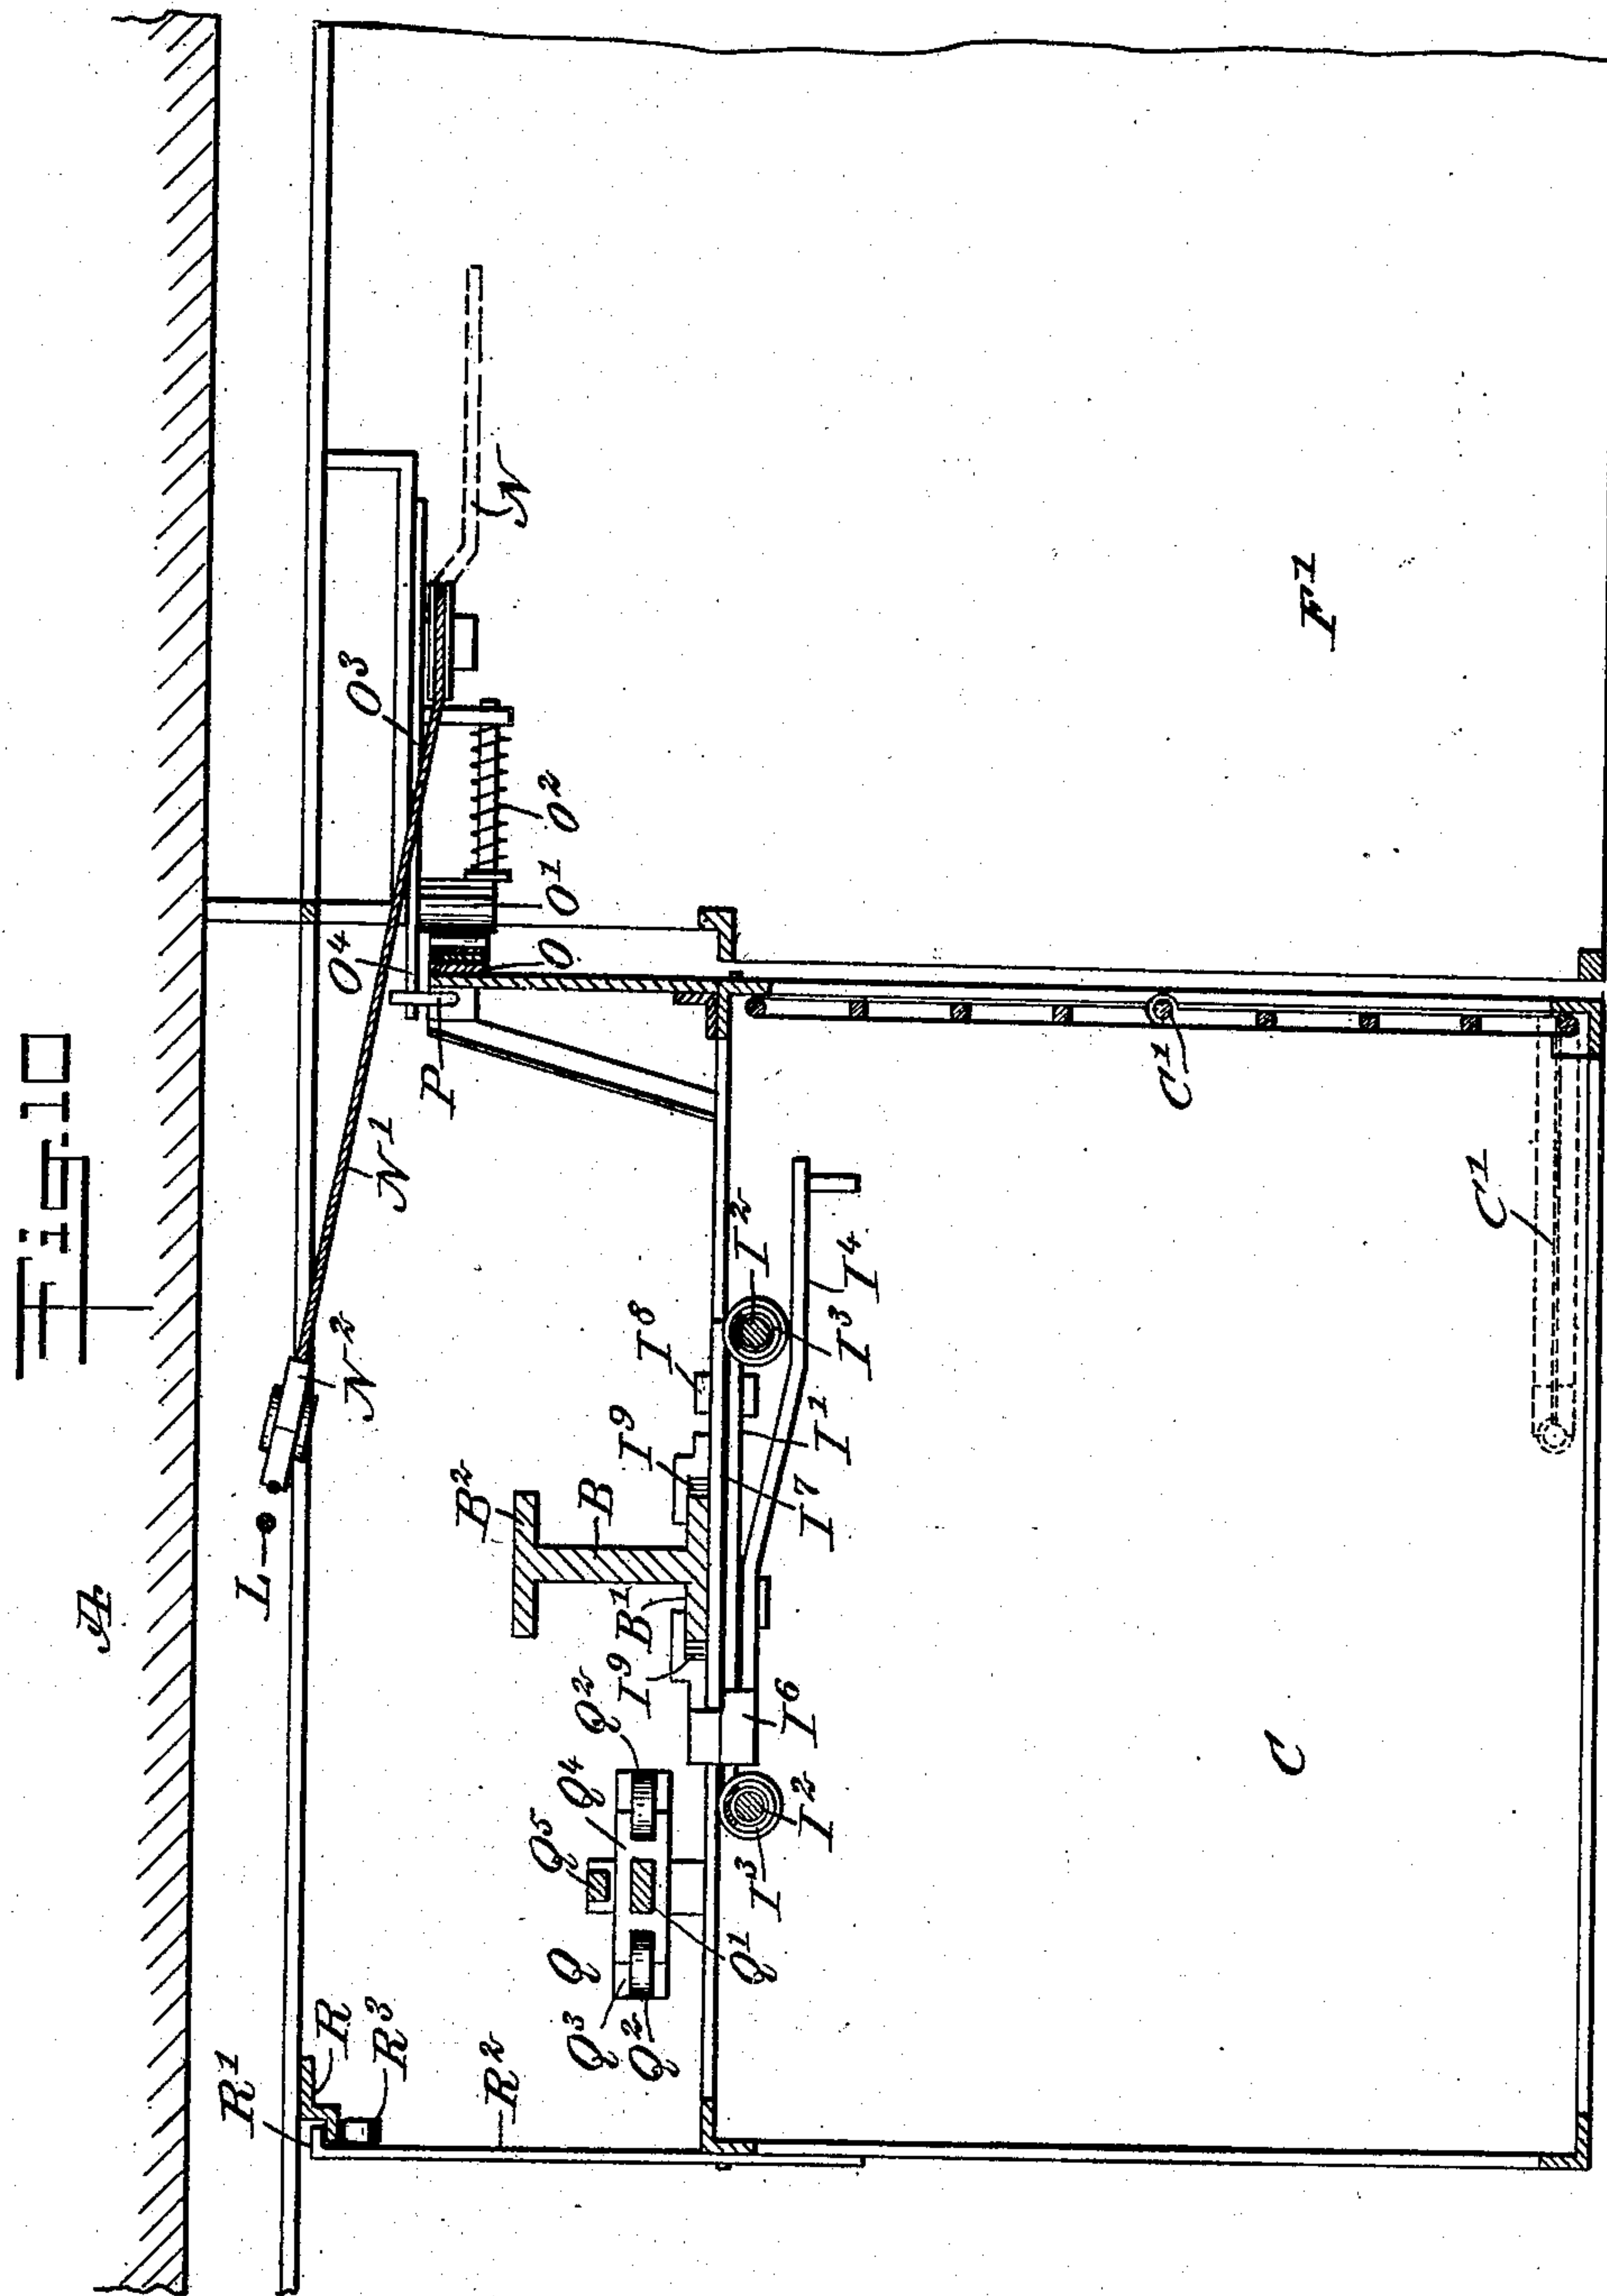 Fig. 10
A
R¹
R
R³
R²
L
N²
N¹
P
O⁴
O³
O
O¹
O²
N
B²
B
B¹
I⁹
I⁹
I⁸
Q⁵
Q⁴
Q²
Q
Q³
Q²
Q¹
I³
I²
I⁶
I⁷
I¹
I³
I⁴
I²
C¹
C¹
C
F¹